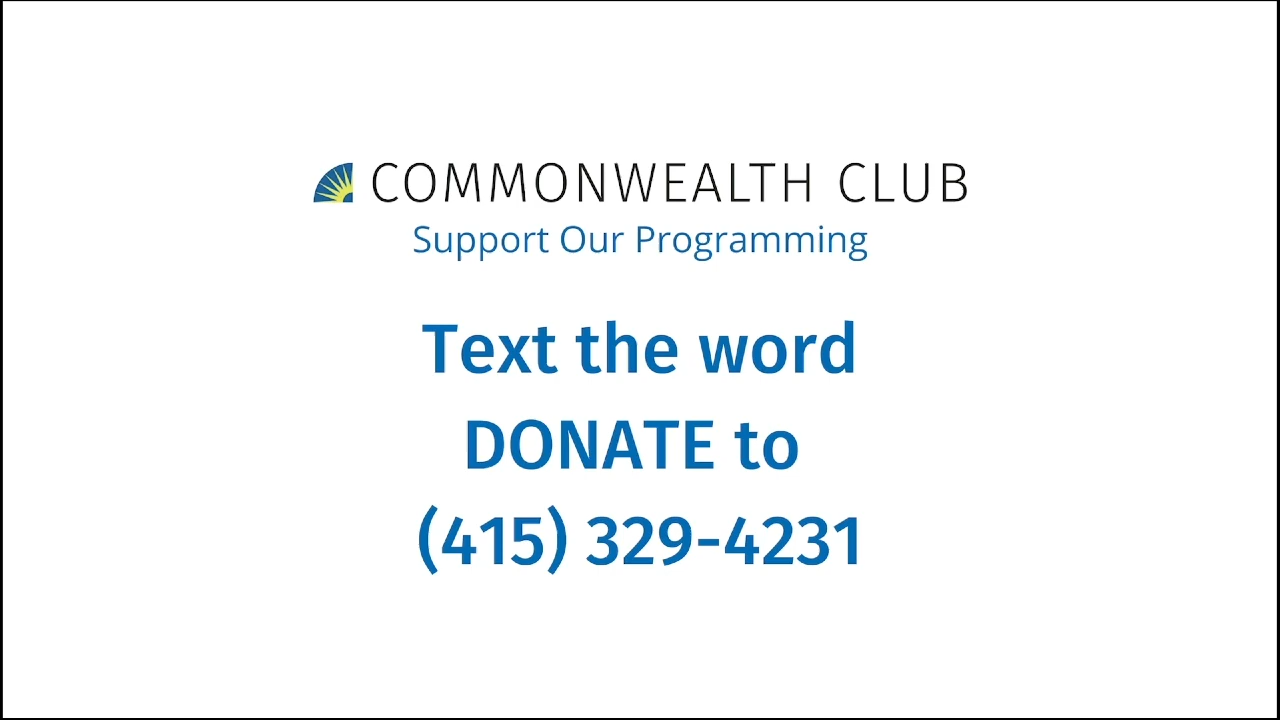 COMMONWEALTH CLUB
Support Our Programming
Text the word
DONATE to
(415) 329-4231